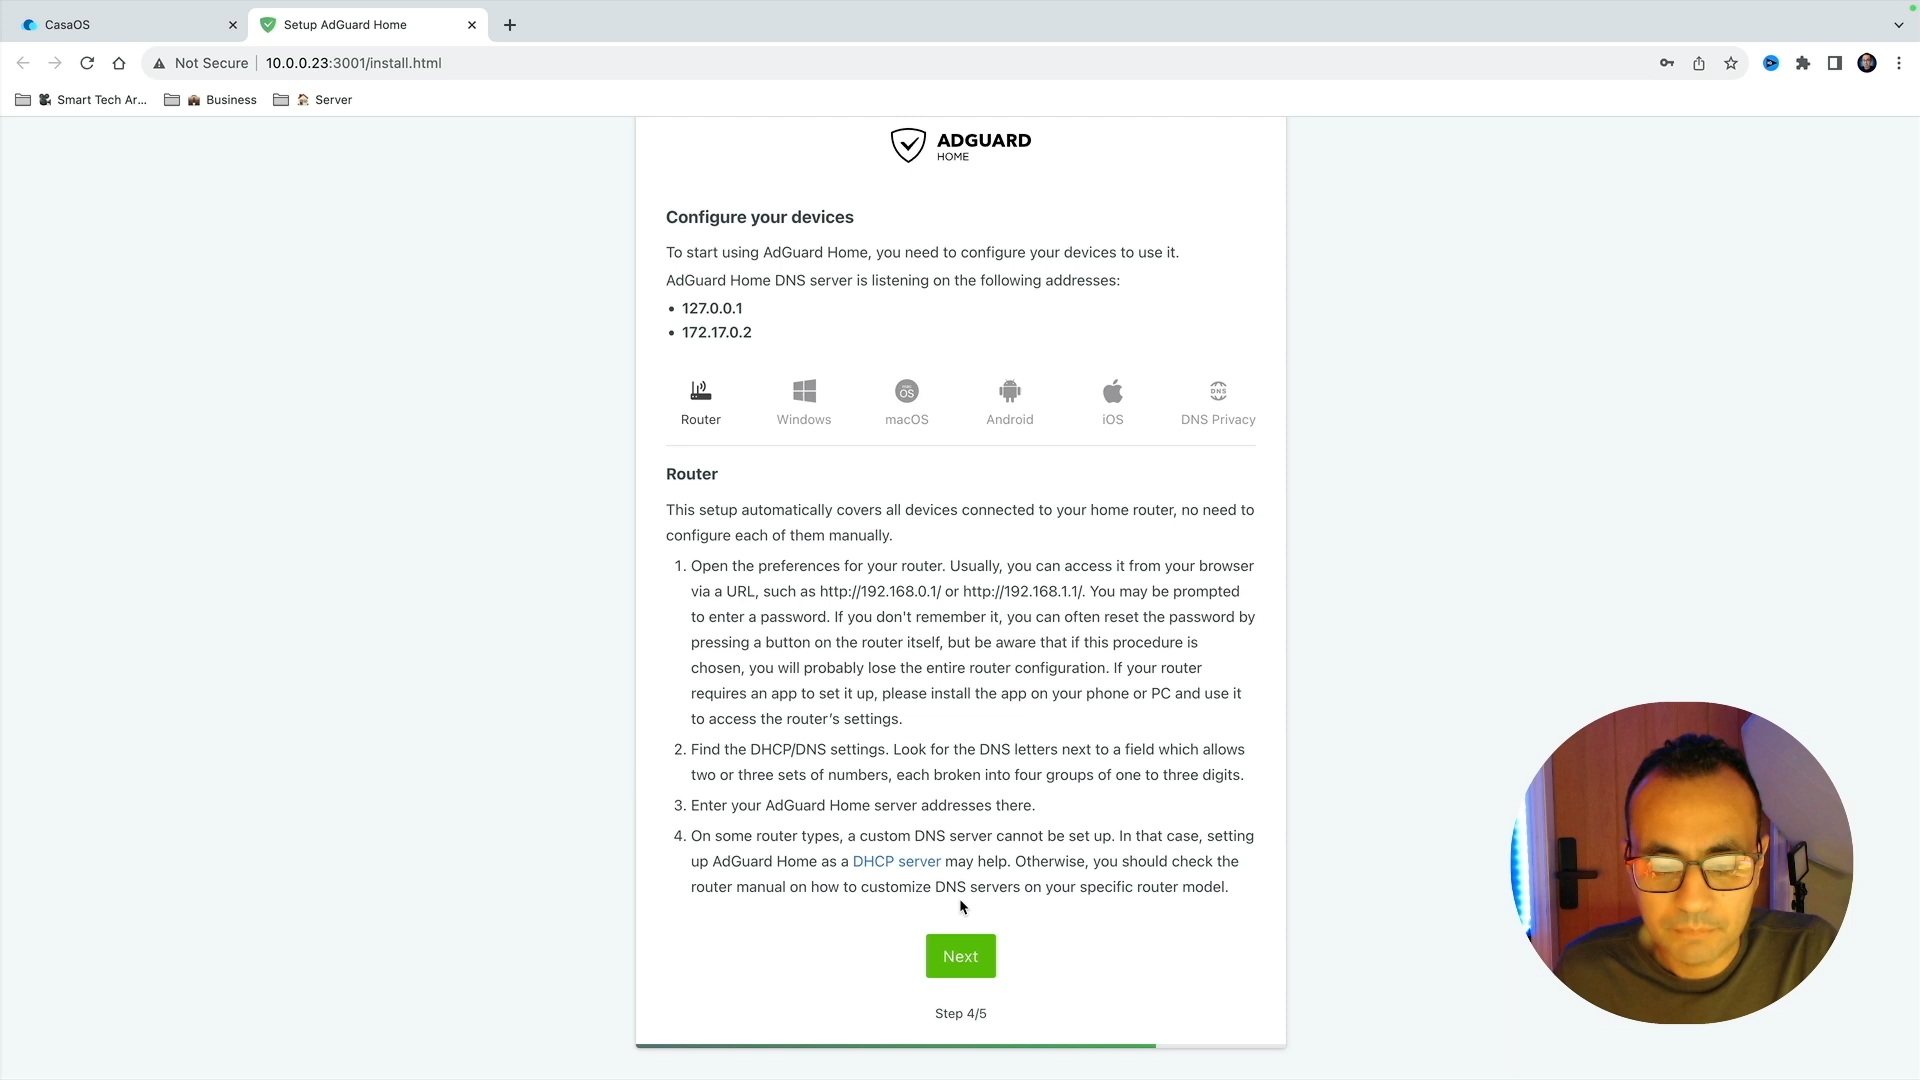 CasaOS
Setup AdGuard Home
Not Secure
10.0.0.23:3001/install.html
Smart Tech Ar...
Business
Server
ADGUARD
HOME
Configure your devices
To start using AdGuard Home, you need to configure your devices to use it.
AdGuard Home DNS server is listening on the following addresses:
• 127.0.0.1
• 172.17.0.2
Router
Windows
macOS
Android
iOS
DNS Privacy
Router
This setup automatically covers all devices connected to your home router, no need to
configure each of them manually.
1. Open the preferences for your router. Usually, you can access it from your browser
via a URL, such as http://192.168.0.1/ or http://192.168.1.1/. You may be prompted
to enter a password. If you don't remember it, you can often reset the password by
pressing a button on the router itself, but be aware that if this procedure is
chosen, you will probably lose the entire router configuration. If your router
requires an app to set it up, please install the app on your phone or PC and use it
to access the router’s settings.
2. Find the DHCP/DNS settings. Look for the DNS letters next to a field which allows
two or three sets of numbers, each broken into four groups of one to three digits.
3. Enter your AdGuard Home server addresses there.
4. On some router types, a custom DNS server cannot be set up. In that case, setting
up AdGuard Home as a DHCP server may help. Otherwise, you should check the
router manual on how to customize DNS servers on your specific router model.
Next
Step 4/5